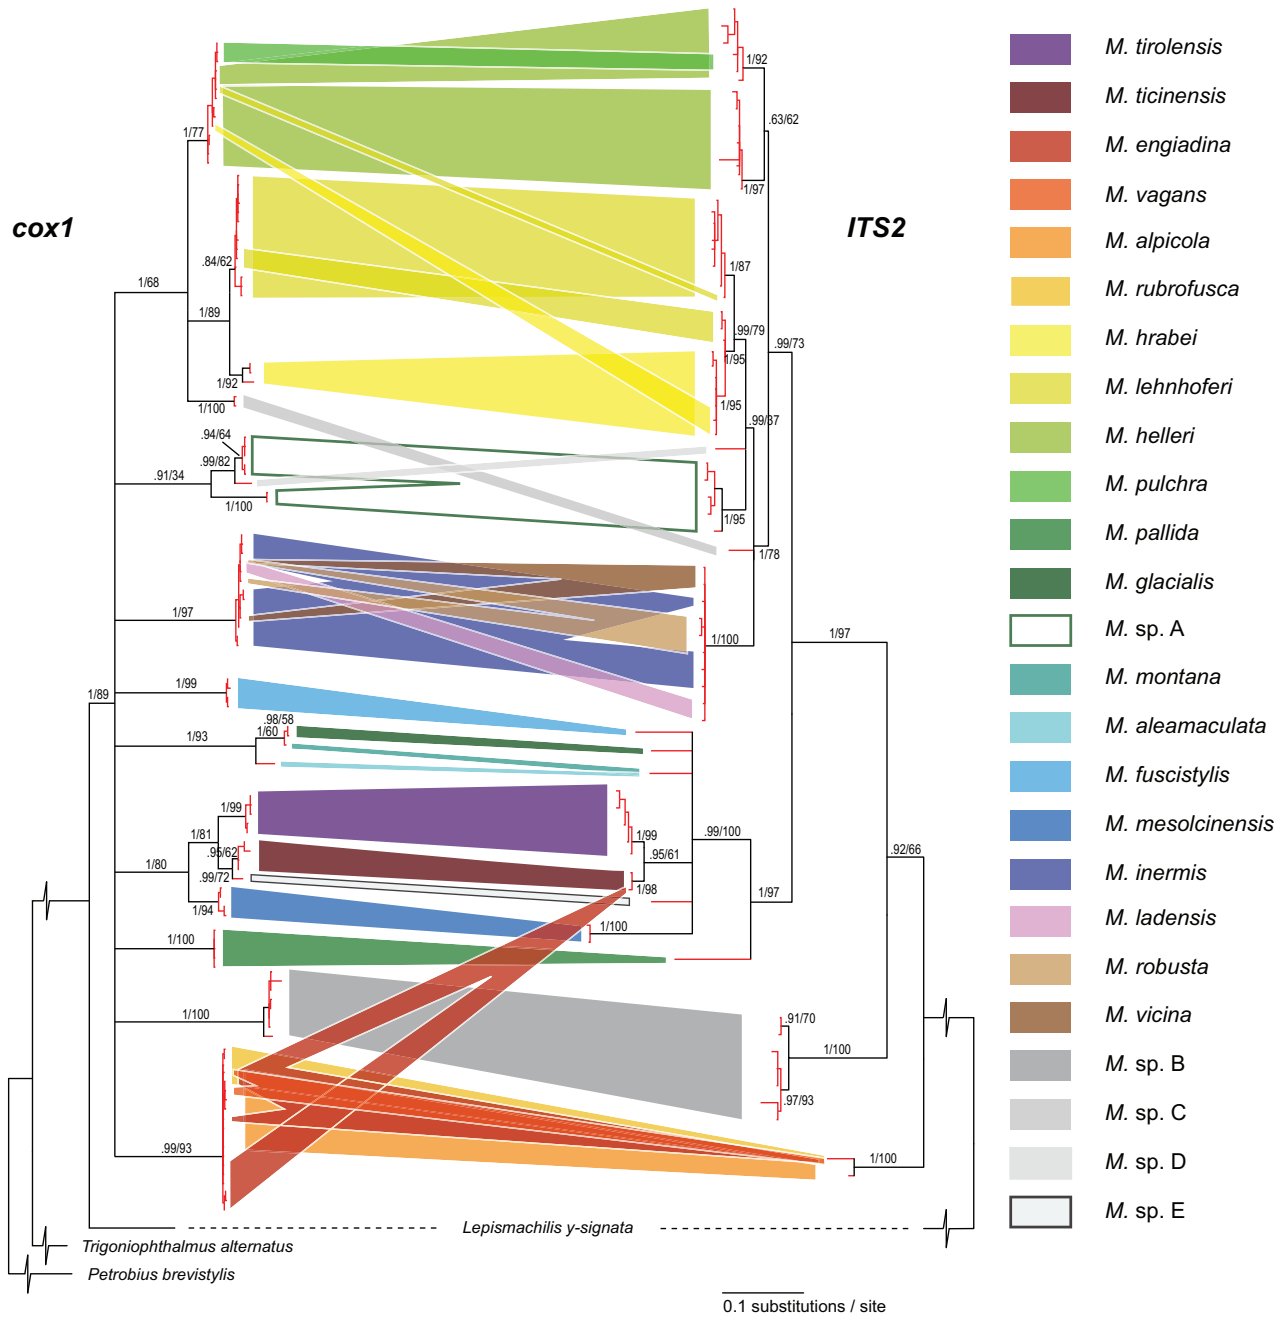 cox1
ITS2
1/77
1/68
.84/62
1/89
1/92
1/100
.94/64
.99/82
.91/34
1/100
1/97
1/99
1/89
.98/58
1/60
1/93
1/99
1/81
.95/62
1/80
.99/72
1/94
1/100
1/100
.99/93
1/92
.63/62
1/97
1/87
.99/79
1/95
.99/73
1/95
.99/37
1/95
1/78
1/100
1/97
1/99
.99/100
.95/61
1/98
1/97
1/100
.92/66
.91/70
1/100
.97/93
1/100
Lepismachilis y-signata
Trigoniophthalmus alternatus
Petrobius brevistylis
0.1 substitutions / site
M. tirolensis
M. ticinensis
M. engiadina
M. vagans
M. alpicola
M. rubrofusca
M. hrabei
M. lehnhoferi
M. helleri
M. pulchra
M. pallida
M. glacialis
M. sp. A
M. montana
M. aleamaculata
M. fuscistylis
M. mesolcinensis
M. inermis
M. ladensis
M. robusta
M. vicina
M. sp. B
M. sp. C
M. sp. D
M. sp. E